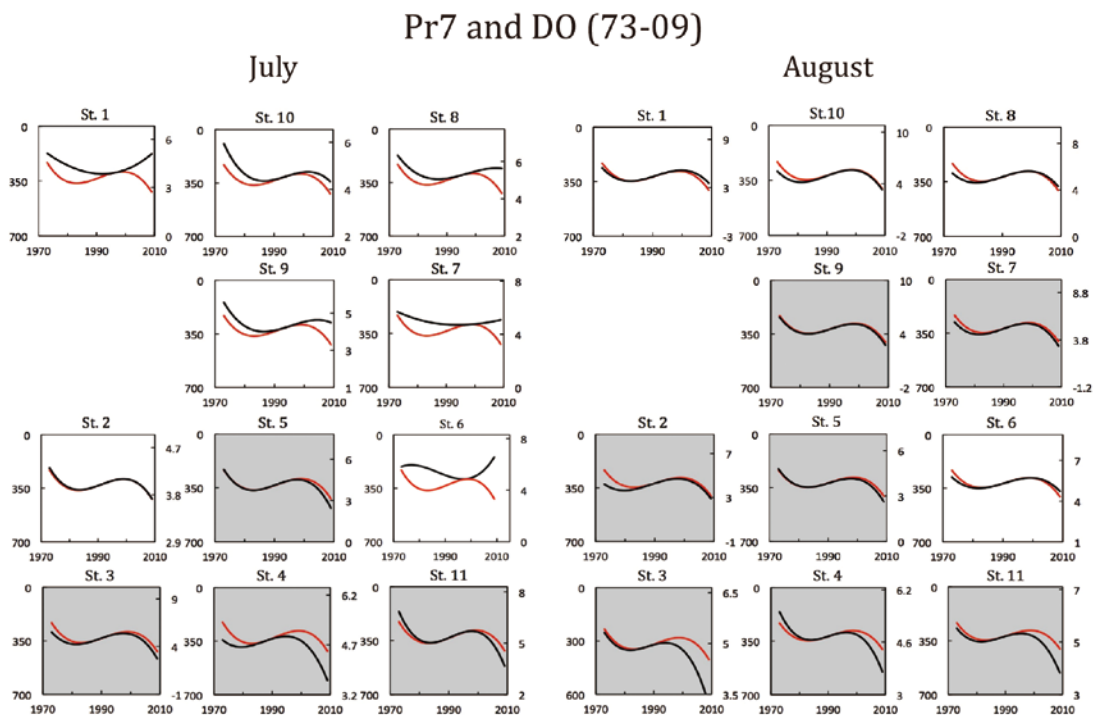 Pr7 and DO (73-09)
July August
St. 1 St. 10 St. 8 St. 1 St.10 St. 8
0 6 0 6 0 6 0 9 0 10 0 8
350 3 350 4 350 4 350 3 350 4 350 4
700 0 700 2 700 2 700 -3 700 -2 700 0
1970 1990 2010 1970 1990 2010 1970 1990 2010 1970 1990 2010 1970 1990 2010 1970 1990 2010
St. 9 St. 7 St. 9 St. 7
0 5 0 8 0 10 0 8.8
350 3 350 4 350 4 350 3.8
700 1 700 0 700 -2 700 -1.2
1970 1990 2010 1970 1990 2010 1970 1990 2010 1970 1990 2010
St. 2 St. 5 St. 6 St. 2 St. 5 St. 6
0 4.7 0 6 0 8 0 7 0 6 0 7
350 3.8 350 3 350 4 350 3 350 3 350 4
700 2.9 700 0 700 0 700 -1 700 0 700 1
1970 1990 2010 1970 1990 2010 1970 1990 2010 1970 1990 2010 1970 1990 2010 1970 1990 2010
St. 3 St. 4 St. 11 St. 3 St. 4 St. 11
0 9 0 6.2 0 8 0 6.5 0 6.2 0 7
350 4 350 4.7 350 5 300 5 350 4.6 350 5
700 -1 700 3.2 700 2 600 3.5 700 3 700 3
1970 1990 2010 1970 1990 2010 1970 1990 2010 1970 1990 2010 1970 1990 2010 1970 1990 2010